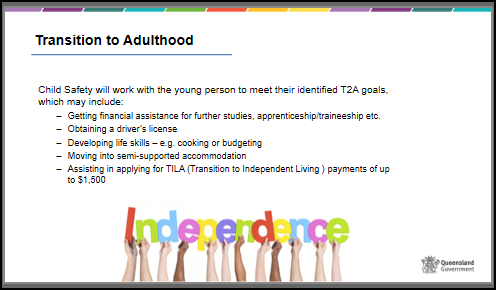 Transition to Adulthood
Child Safety will work with the young person to meet their identified T2A goals,
which may include:
– Getting financial assistance for further studies, apprenticeship/traineeship etc.
– Obtaining a driver's license
– Developing life skills – e.g. cooking or budgeting
– Moving into semi-supported accommodation
– Assisting in applying for TILA (Transition to Independent Living ) payments of up
to $1,500
Independence
Queensland
Government